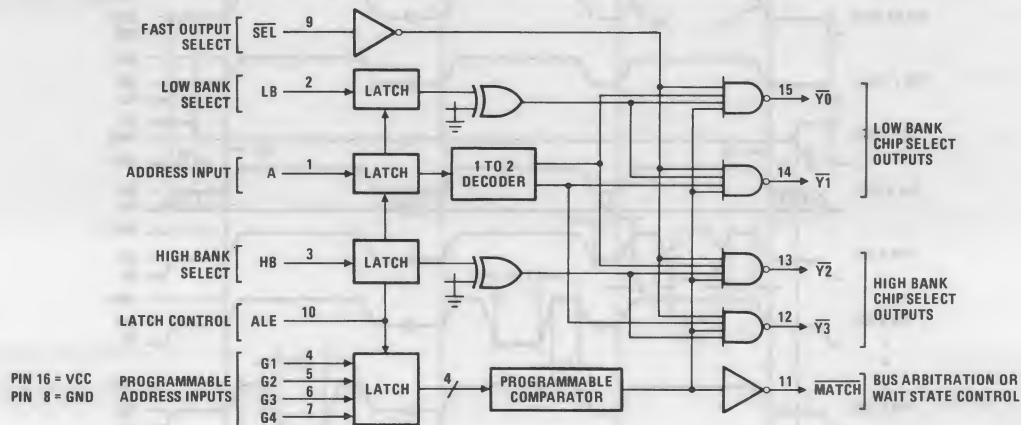 FAST OUTPUT SELECT
SEL
9
LOW BANK SELECT
LB
2
LATCH
15
Y0
LOW BANK CHIP SELECT OUTPUTS
ADDRESS INPUT
A
1
LATCH
1 TO 2 DECODER
14
Y1
HIGH BANK SELECT
HB
3
LATCH
13
Y2
HIGH BANK CHIP SELECT OUTPUTS
12
Y3
LATCH CONTROL
ALE
10
PIN 16 = VCC
PIN 8 = GND
PROGRAMMABLE ADDRESS INPUTS
G1
4
G2
5
G3
6
G4
7
LATCH
4
PROGRAMMABLE COMPARATOR
11
MATCH
BUS ARBITRATION OR WAIT STATE CONTROL